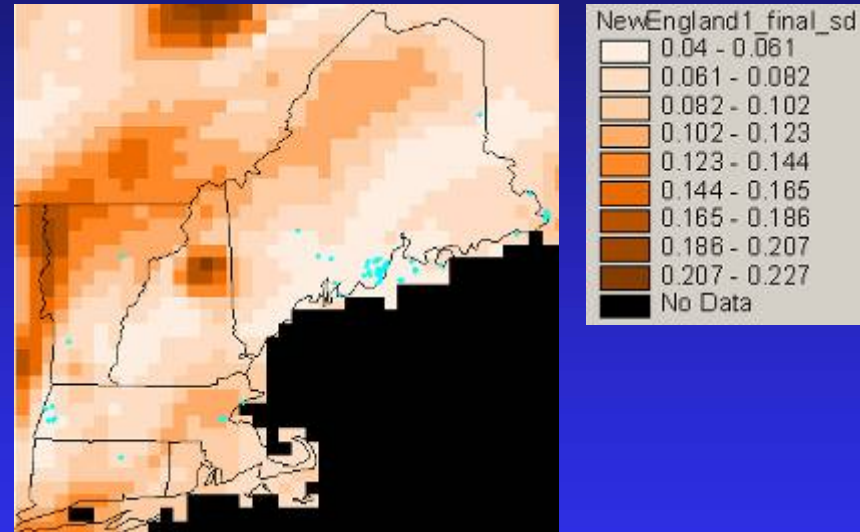 NewEngland1_final_sd
0.04 - 0.061
0.061 - 0.082
0.082 - 0.102
0.102 - 0.123
0.123 - 0.144
0.144 - 0.165
0.165 - 0.186
0.186 - 0.207
0.207 - 0.227
No Data